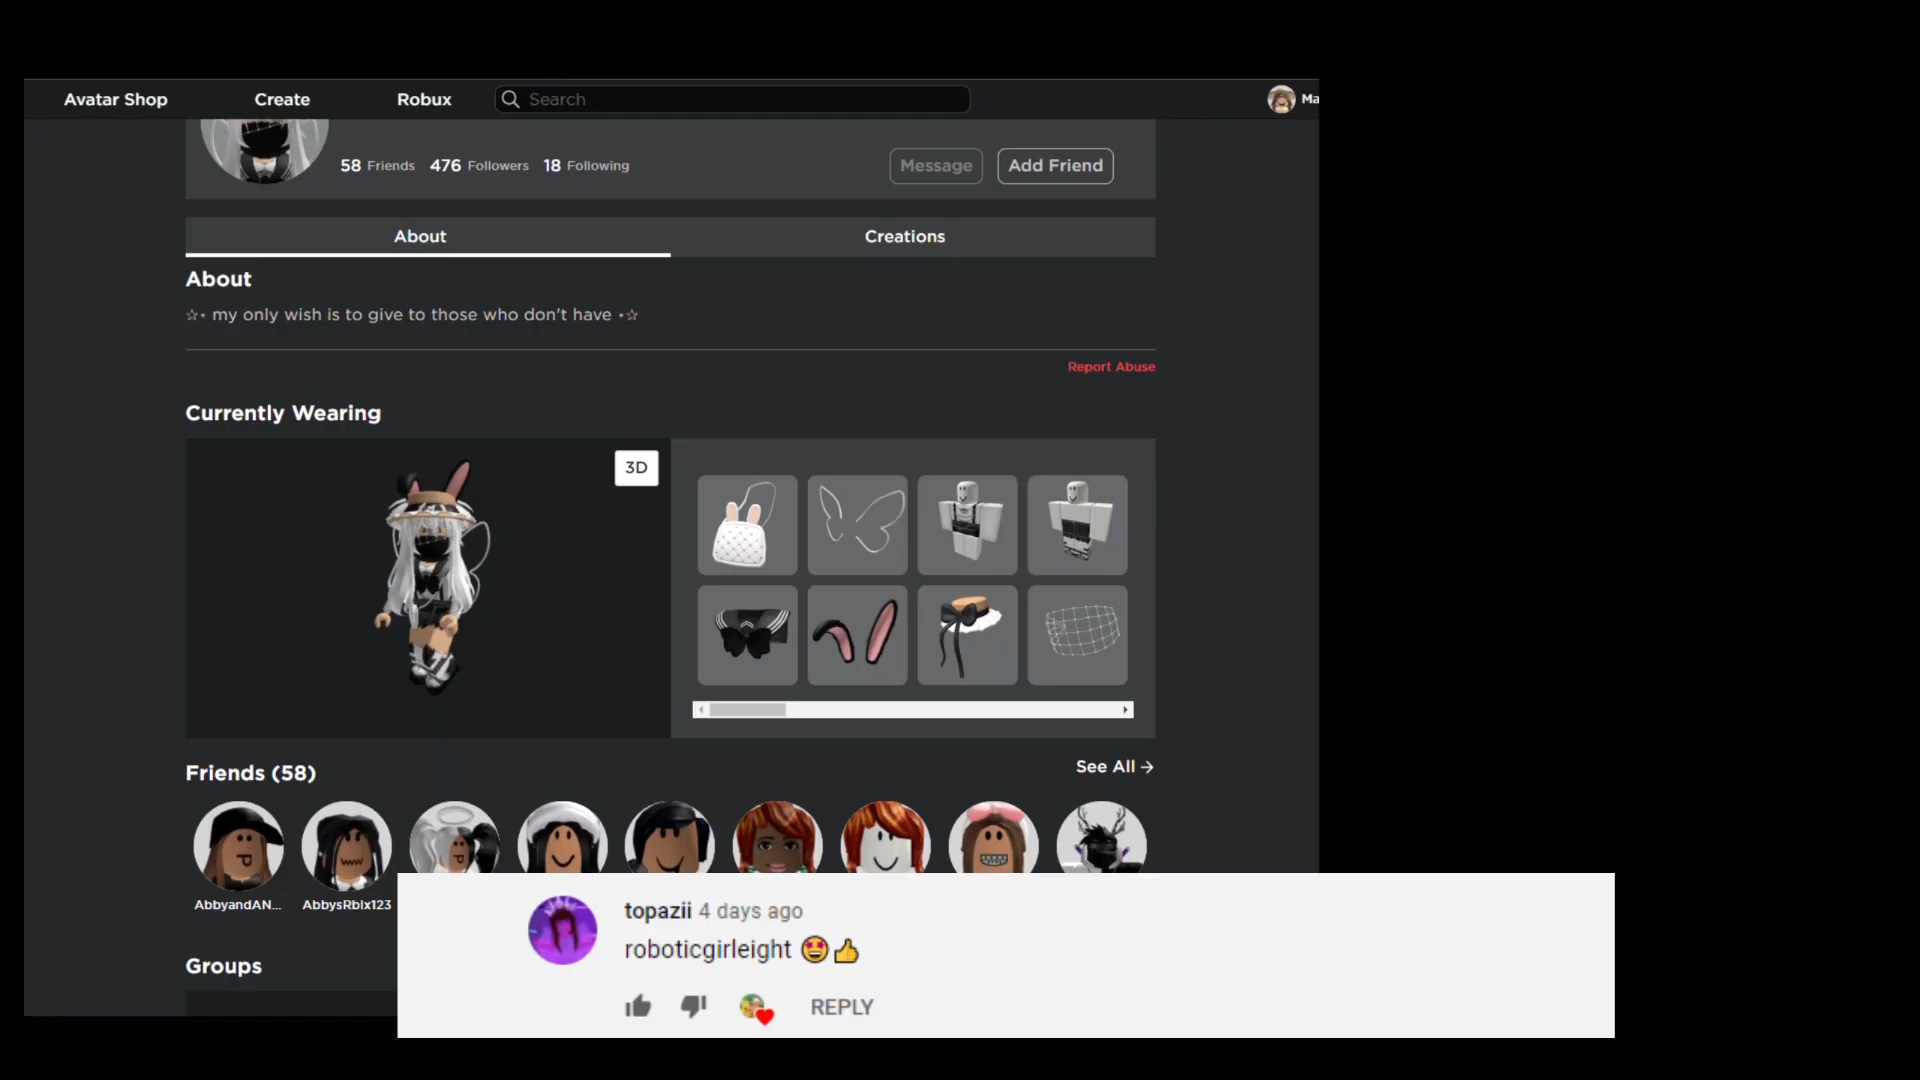 Avatar Shop Create Robux Search Ma
58 Friends 476 Followers 18 Following Message Add Friend
About Creations
About
☆⋆ my only wish is to give to those who don't have ⋆☆
Report Abuse
Currently Wearing
3D
Friends (58) See All →
AbbyandAN... AbbysRblx123
Groups
topazii 4 days ago
roboticgirleight 🤩👍
REPLY